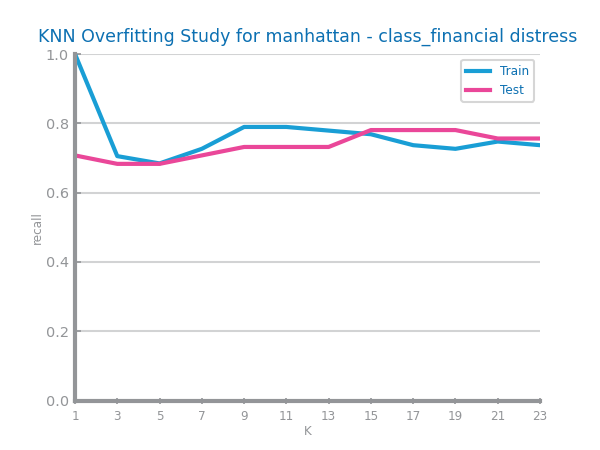 KNN Overfitting Study for manhattan - class_financial distress
1.0
0.8
0.6
0.4
0.2
0.0
recall
Train
Test
1 3 5 7 9 11 13 15 17 19 21 23
K